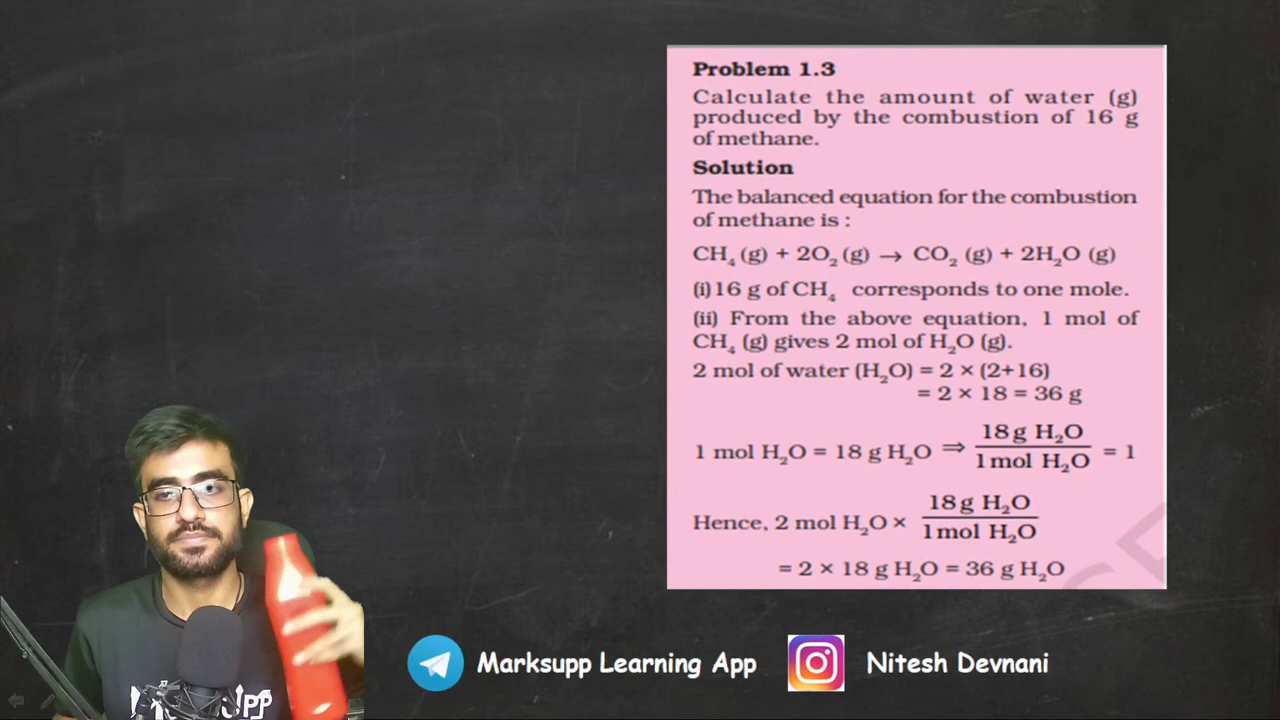 Problem 1.3
Calculate the amount of water (g)
produced by the combustion of 16 g
of methane.
Solution
The balanced equation for the combustion
of methane is :
CH₄ (g) + 2O₂ (g) → CO₂ (g) + 2H₂O (g)
(i)16 g of CH₄ corresponds to one mole.
(ii) From the above equation, 1 mol of
CH₄ (g) gives 2 mol of H₂O (g).
2 mol of water (H₂O) = 2 × (2+16)
= 2 × 18 = 36 g
1 mol H₂O = 18 g H₂O ⇒ 18 g H₂O / 1 mol H₂O = 1
Hence, 2 mol H₂O × 18 g H₂O / 1 mol H₂O
= 2 × 18 g H₂O = 36 g H₂O
Marksupp Learning App
Nitesh Devnani